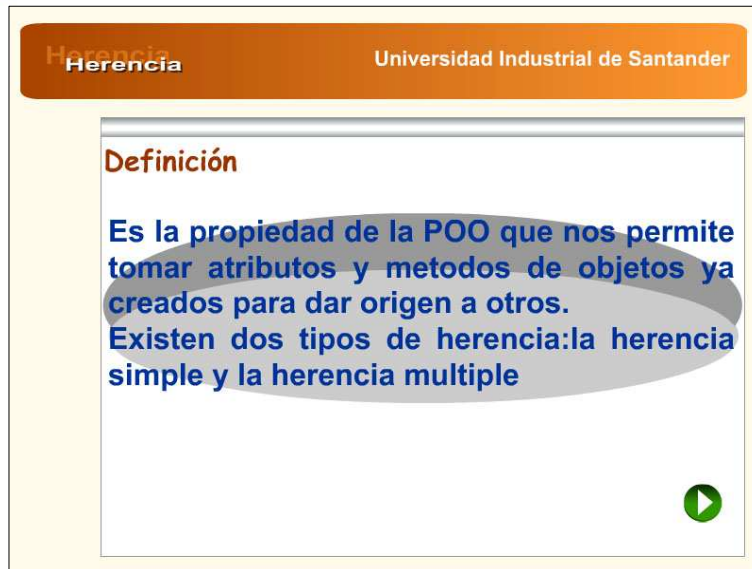 Herencia
Herencia
Universidad Industrial de Santander
Definición
Es la propiedad de la POO que nos permite
tomar atributos y metodos de objetos ya
creados para dar origen a otros.
Existen dos tipos de herencia:la herencia
simple y la herencia multiple